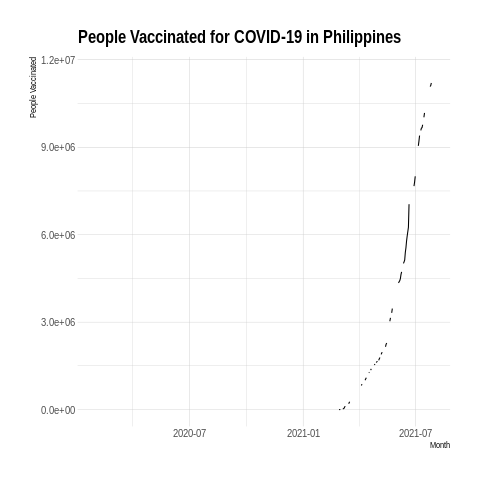 People Vaccinated for COVID-19 in Philippines
People Vaccinated
1.2e+07
9.0e+06
6.0e+06
3.0e+06
0.0e+00
2020-07
2021-01
2021-07
Month